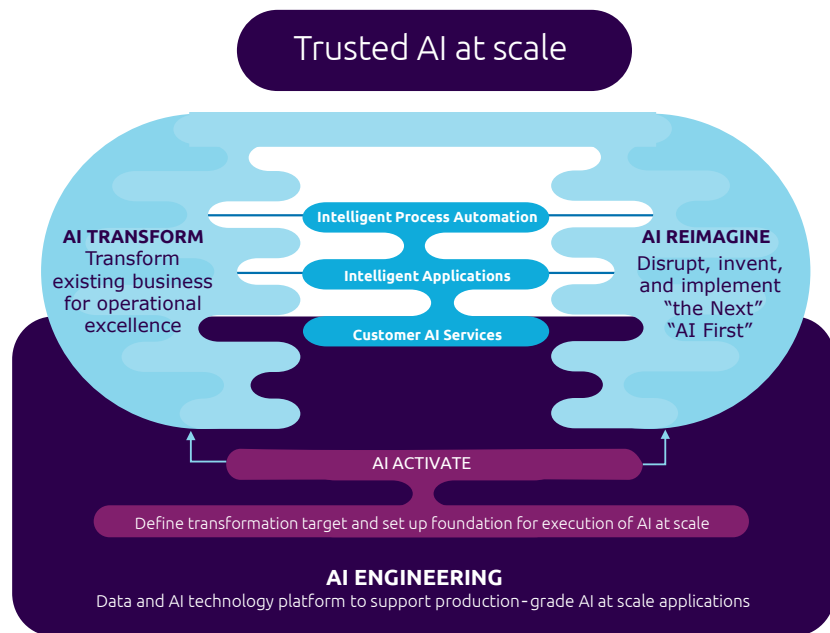 Trusted AI at scale
Intelligent Process Automation
AI TRANSFORM
Transform
existing business
for operational
excellence
Intelligent Applications
Customer AI Services
AI REIMAGINE
Disrupt, invent,
and implement
“the Next”
“AI First”
AI ACTIVATE
Define transformation target and set up foundation for execution of AI at scale
AI ENGINEERING
Data and AI technology platform to support production-grade AI at scale applications